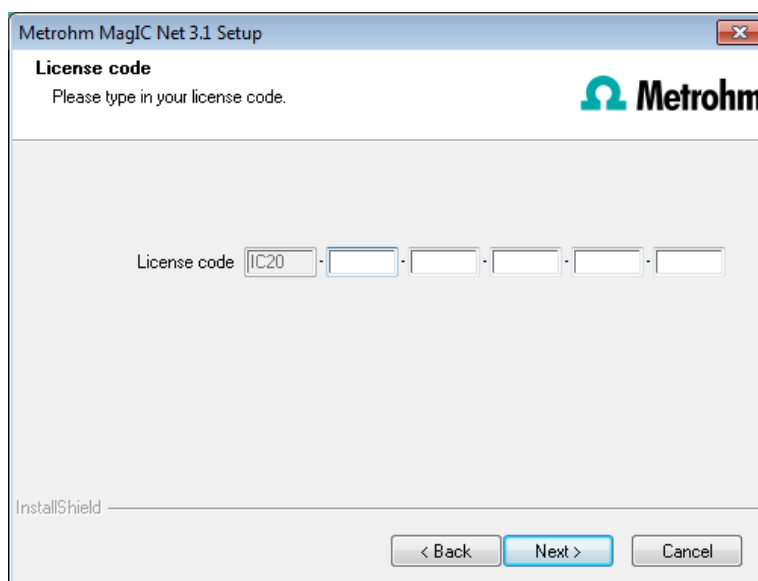 Metrohm MagIC Net 3.1 Setup
License code
Please type in your license code.
Metrohm
License code IC20 - - - - -
InstallShield
< Back Next > Cancel